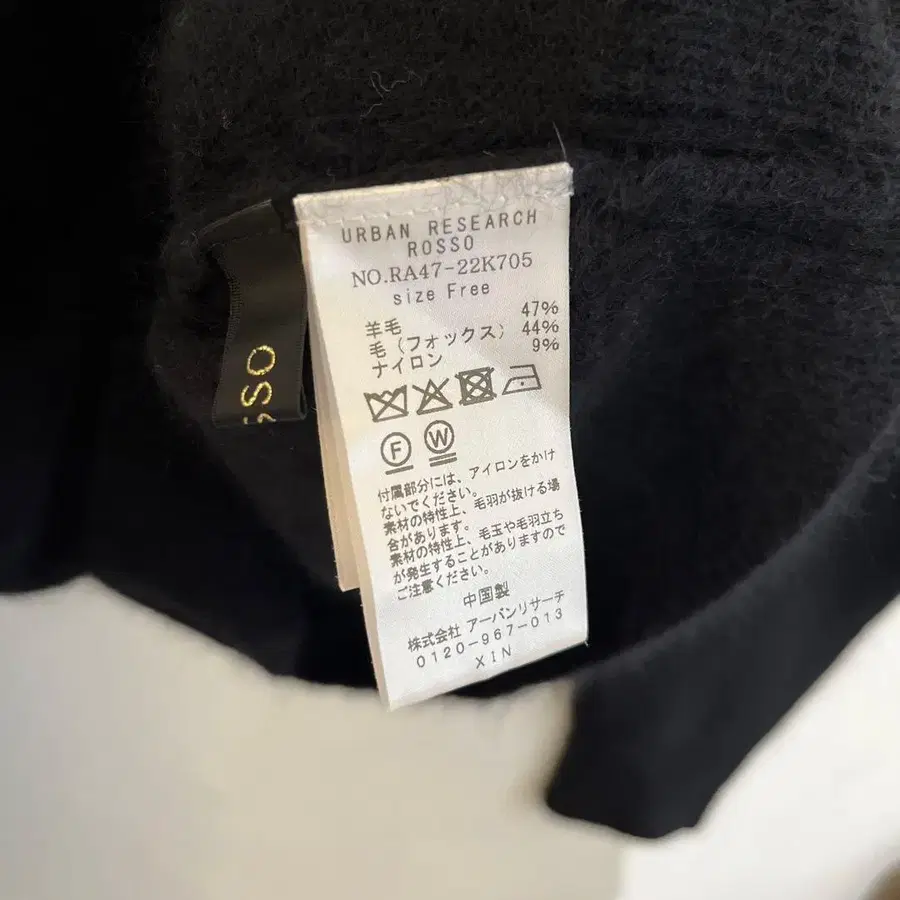 SSO
URBAN RESEARCH
ROSSO
NO.RA47-22K705
size Free
羊毛 47%
毛(フォックス) 44%
ナイロン 9%
F W
付属部分には、アイロンをかけ
ないでください。
素材の特性上、毛羽が抜ける場
合があります。
素材の特性上、毛玉や毛羽立ち
が発生することがありますので
ご注意ください。
中国製
株式会社 アーバンリサーチ
0120-967-013
XIN